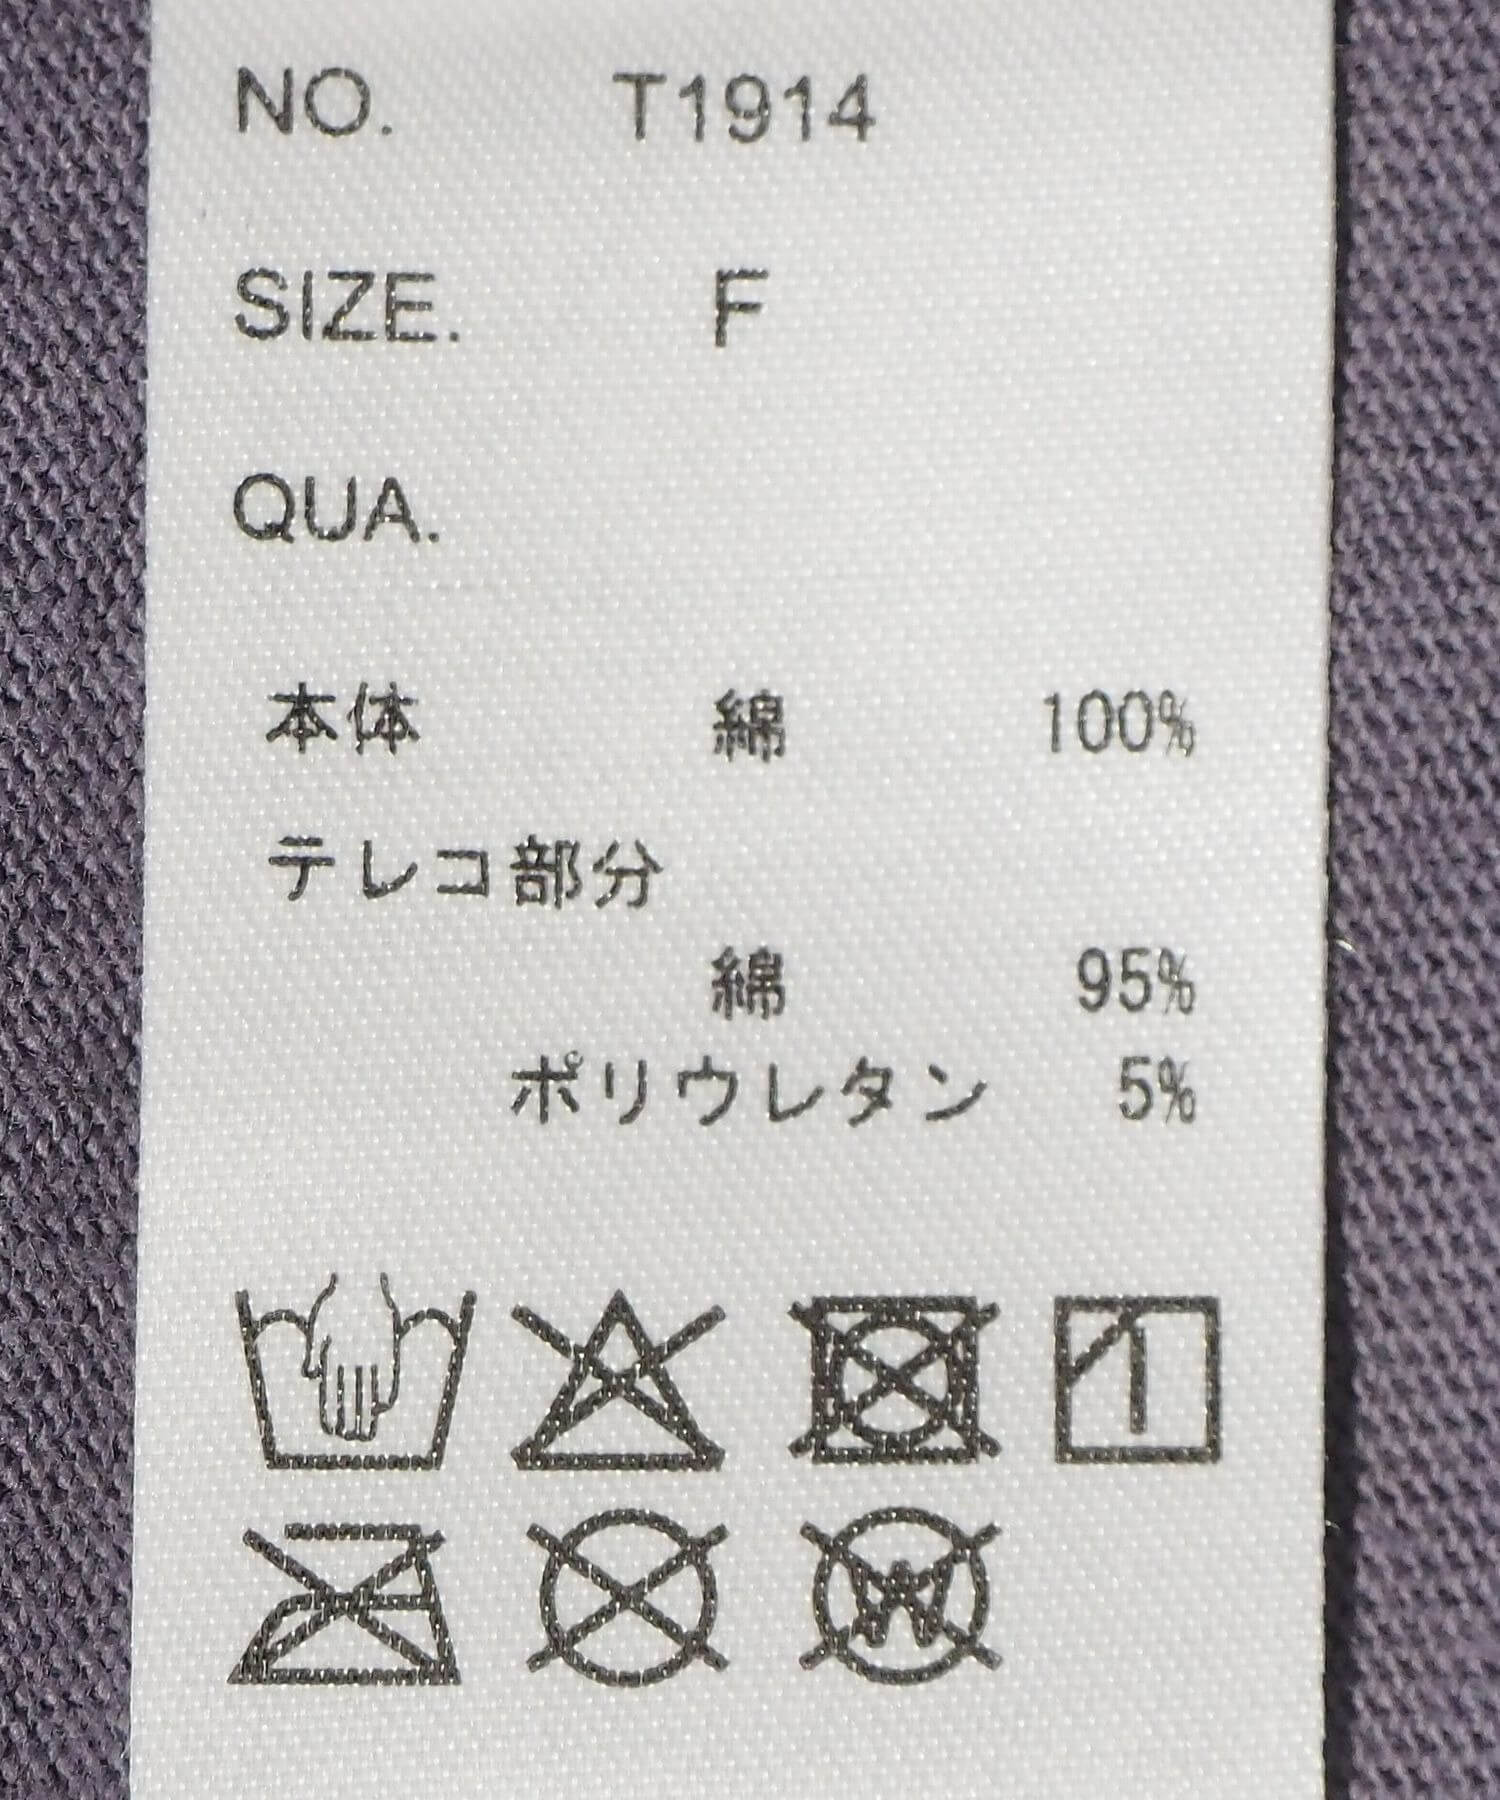 NO. T1914
SIZE. F
QUA.
本体 綿 100%
テレコ部分
綿 95%
ポリウレタン 5%
W